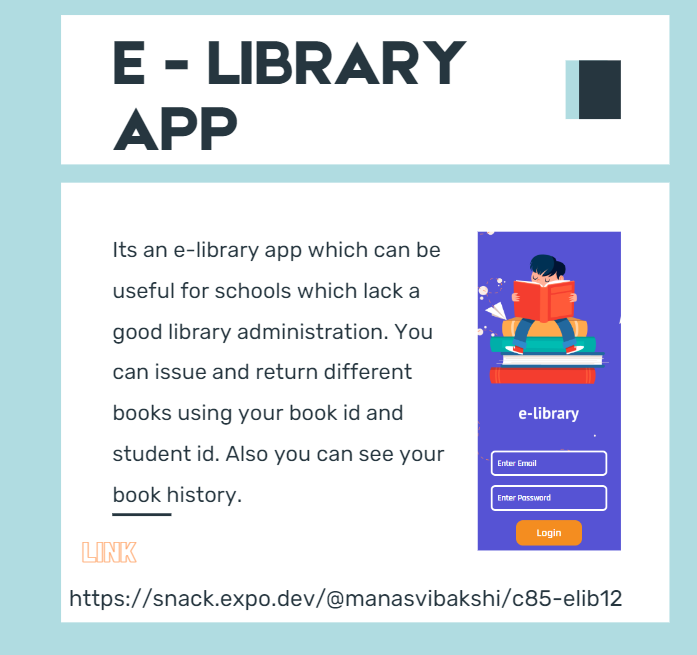 E - LIBRARY
APP
Its an e-library app which can be
useful for schools which lack a
good library administration. You
can issue and return different
books using your book id and
student id. Also you can see your
book history.
e-library
Enter Email
Enter Password
Login
LINK
https://snack.expo.dev/@manasvibakshi/c85-elib12